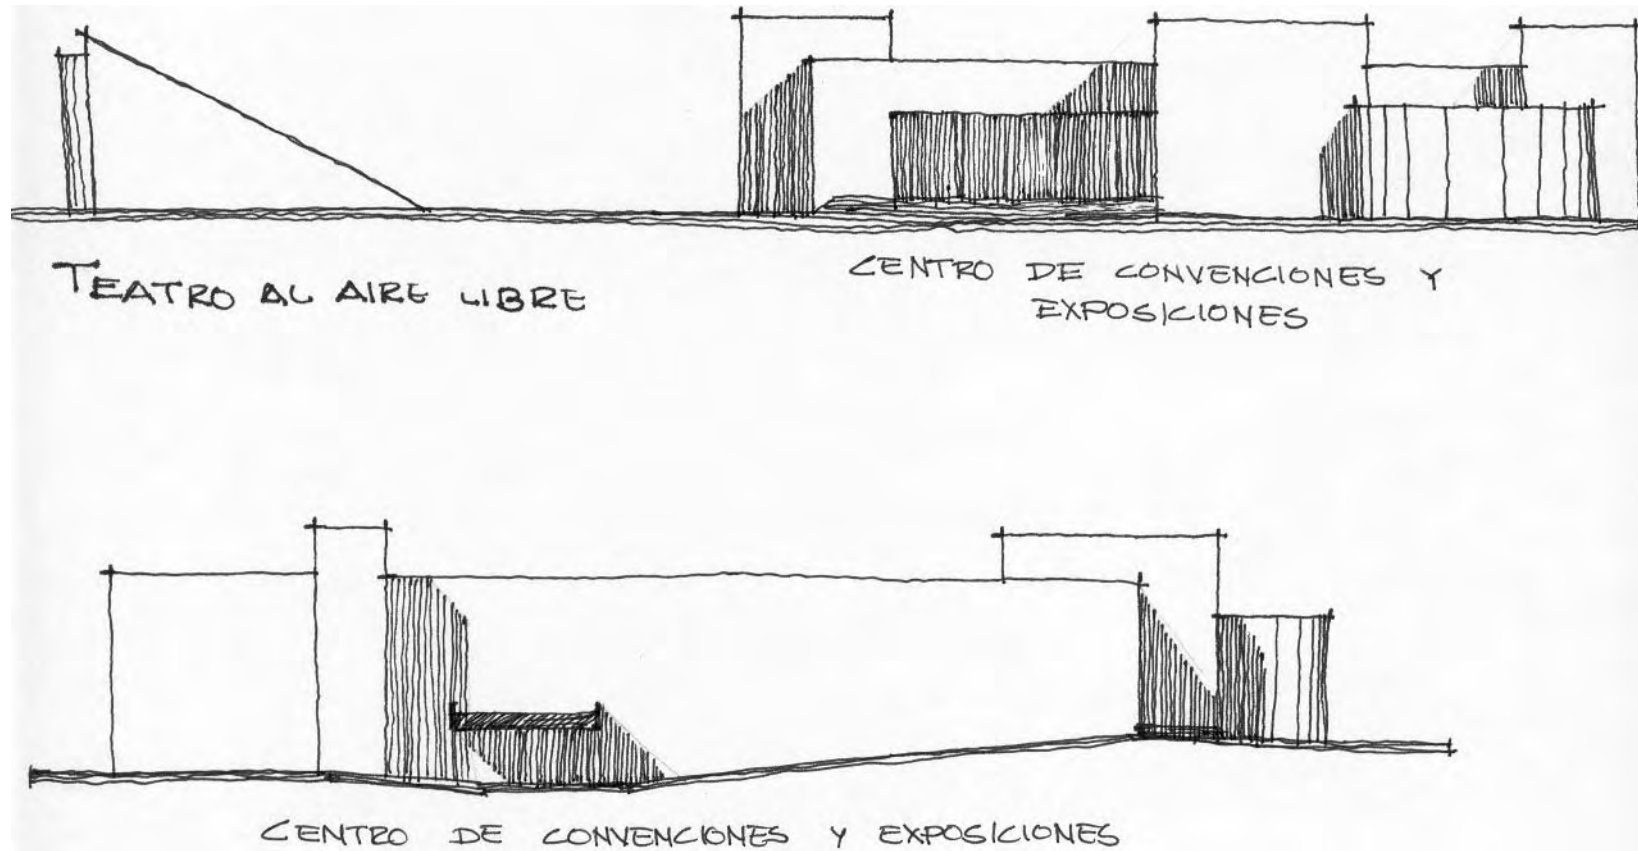 TEATRO AL AIRE LIBRE
CENTRO DE CONVENCIONES Y
EXPOSICIONES
CENTRO DE CONVENCIONES Y EXPOSICIONES